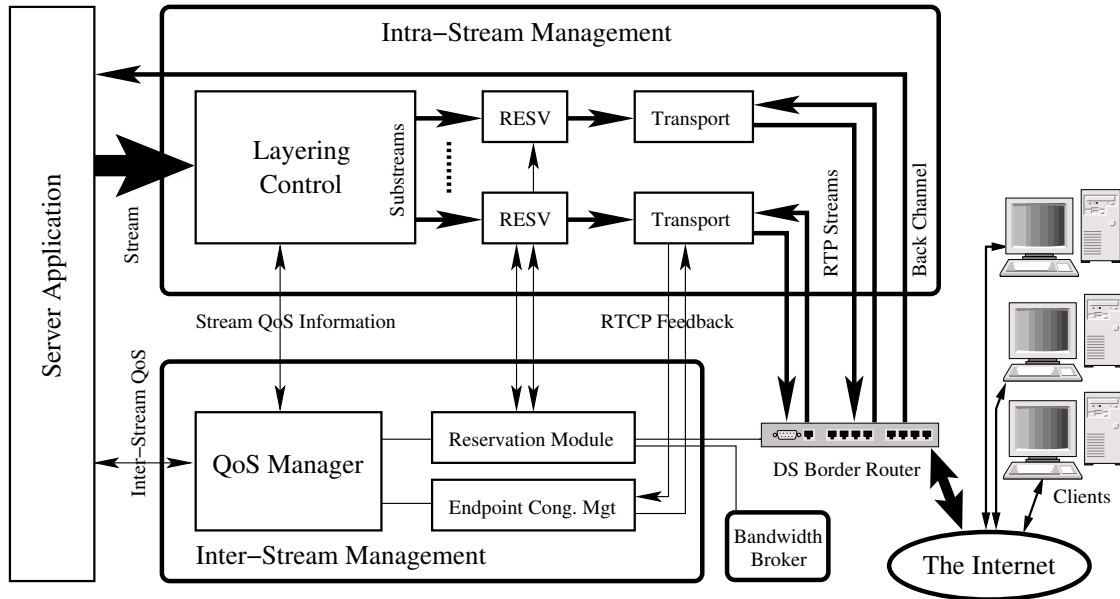 Intra−Stream Management
Server Application
Stream
Layering
Control
Substreams
RESV
Transport
RESV
Transport
RTP Streams
Back Channel
Stream QoS Information
RTCP Feedback
Inter−Stream QoS
QoS Manager
Reservation Module
Endpoint Cong. Mgt
Inter−Stream Management
DS Border Router
Bandwidth
Broker
Clients
The Internet